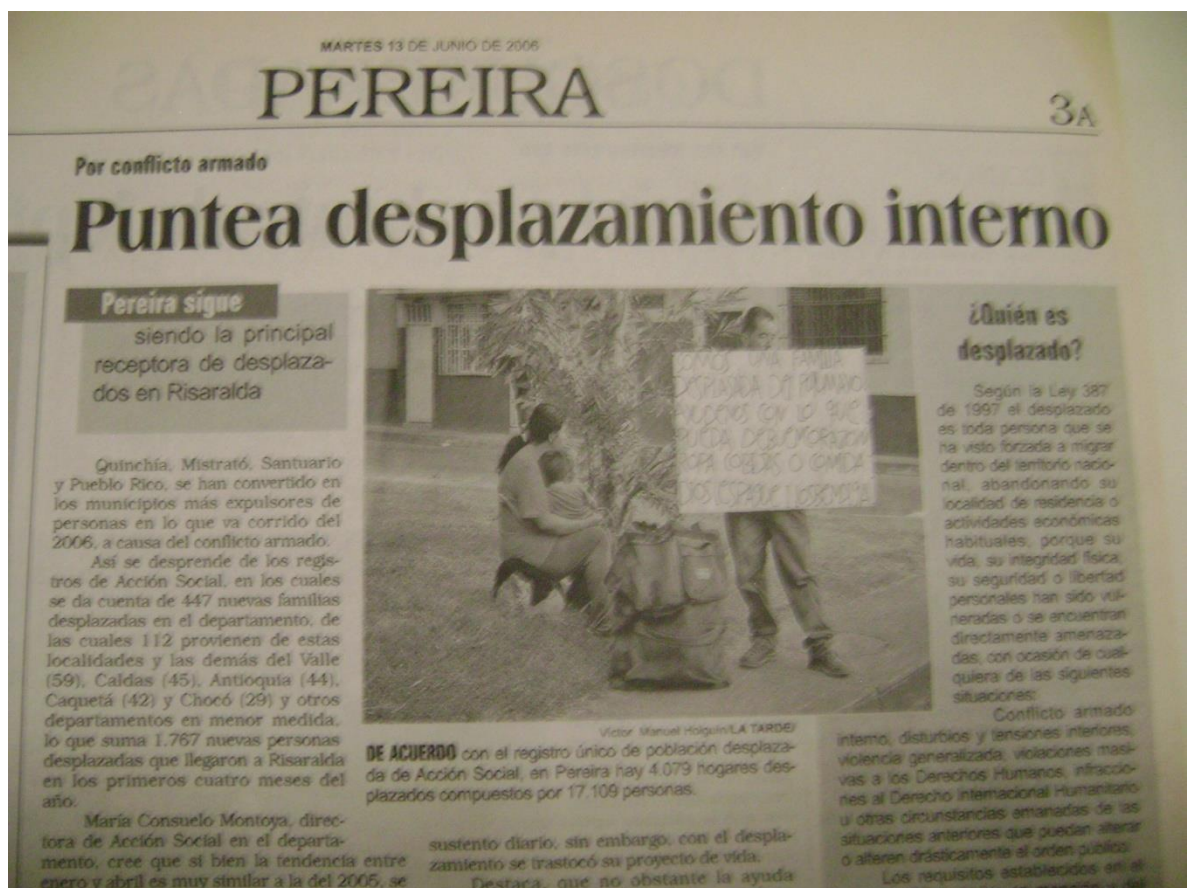 MARTES 13 DE JUNIO DE 2006
PEREIRA
3A
Por conflicto armado
Puntea desplazamiento interno
Pereira sigue
siendo la principal
receptora de desplaza-
dos en Risaralda
Quinchía, Mistrató, Santuario
y Pueblo Rico, se han convertido en
los municipios más expulsores de
personas en lo que va corrido del
2006, a causa del conflicto armado.
Así se desprende de los regis-
tros de Acción Social, en los cuales
se da cuenta de 447 nuevas familias
desplazadas en el departamento, de
las cuales 112 provienen de estas
localidades y las demás del Valle
(59), Caldas (45), Antioquia (44),
Caquetá (42) y Chocó (29) y otros
departamentos en menor medida,
lo que suma 1.767 nuevas personas
desplazadas que llegaron a Risaralda
en los primeros cuatro meses del
año.
María Consuelo Montoya, direc-
tora de Acción Social en el departa-
mento, cree que si bien la tendencia entre
enero y abril es muy similar a la del 2005, se
SOMOS UNA FAMILIA
CON LO QUE
ROPA O COMIDA
Victor Manuel Holguín/LA TARDE/
DE ACUERDO con el registro único de población desplaza-
da de Acción Social, en Pereira hay 4.079 hogares des-
plazados compuestos por 17.109 personas.
sustento diario, sin embargo, con el despla-
zamiento se trastocó su proyecto de vida.
Destaca, que no obstante la ayuda
¿Quién es
desplazado?
Según la Ley 387
de 1997 el desplazado
es toda persona que se
ha visto forzada a migrar
dentro del territorio nacio-
nal, abandonando su
localidad de residencia o
actividades económicas
habituales, porque su
vida, su integridad física,
su seguridad o libertad
personales han sido vul-
neradas o se encuentran
directamente amenaza-
das, con ocasión de cual-
quiera de las siguientes
situaciones:
Conflicto armado
interno, disturbios y tensiones interiores,
violencia generalizada, violaciones masi-
vas a los Derechos Humanos, infraccio-
nes al Derecho Internacional Humanitario
u otras circunstancias emanadas de las
situaciones anteriores que puedan alterar
o alteren drásticamente el orden público.
Los requisitos establecidos en el